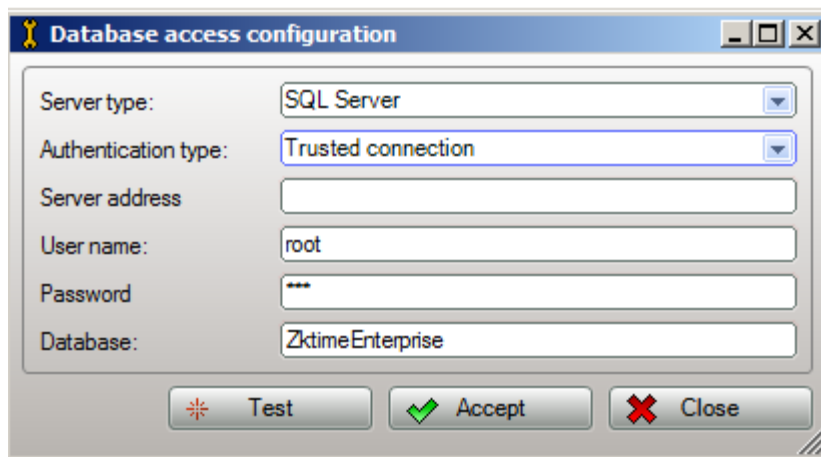 Database access configuration
Server type: SQL Server
Authentication type: Trusted connection
Server address
User name: root
Password ***
Database: ZktimeEnterprise
Test Accept Close